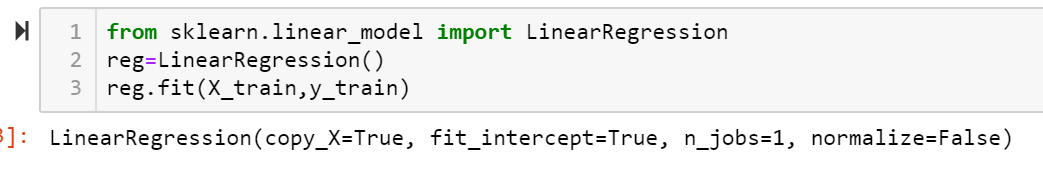 1 from sklearn.linear_model import LinearRegression
2 reg=LinearRegression()
3 reg.fit(X_train,y_train)
]: LinearRegression(copy_X=True, fit_intercept=True, n_jobs=1, normalize=False)